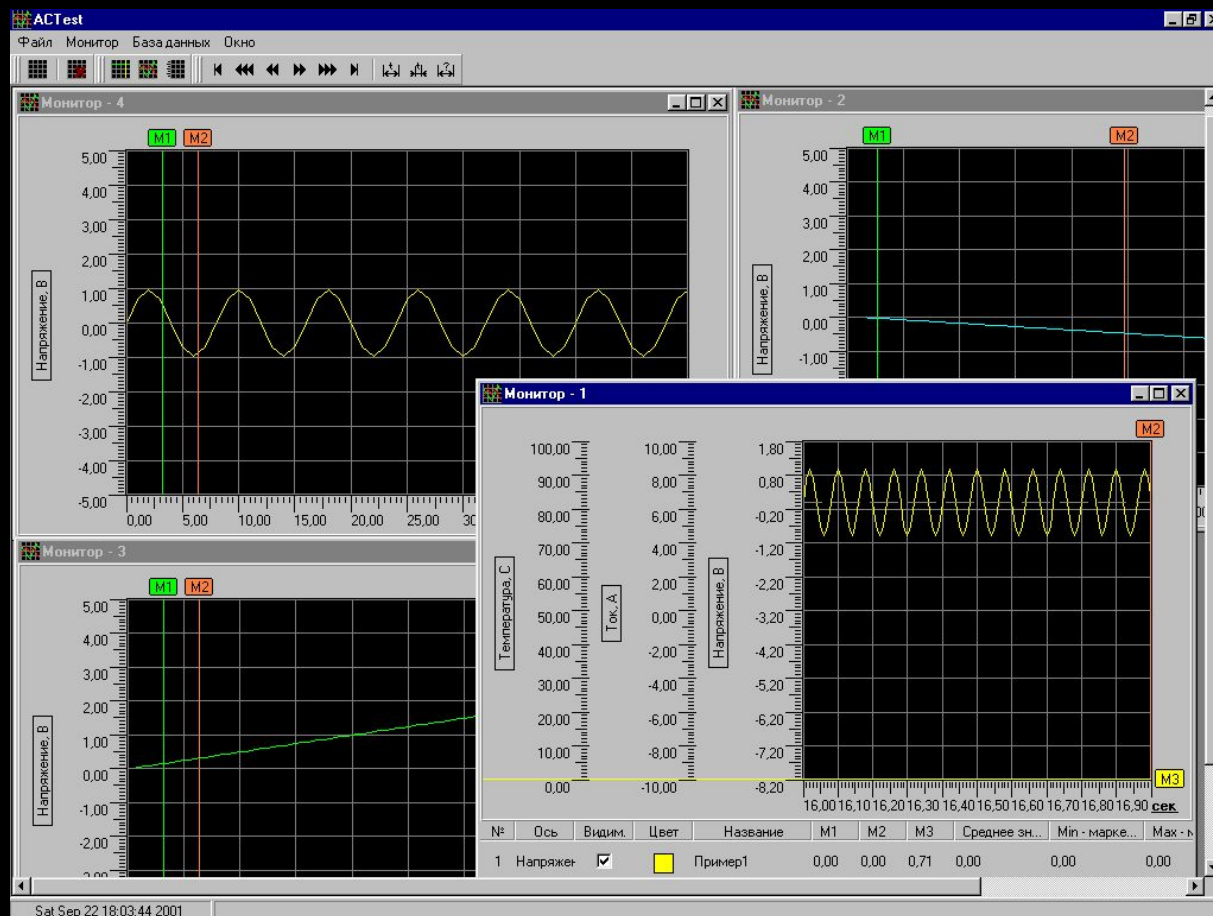 ACTest
Файл Монитор База данных Окно
Монитор - 4
M1 M2
5,00
4,00
3,00
2,00
1,00
0,00
-1,00
-2,00
-3,00
-4,00
-5,00
Напряжение, В
0,00 5,00 10,00 15,00 20,00 25,00
Монитор - 2
M1 M2
5,00
4,00
3,00
2,00
1,00
0,00
-1,00
Напряжение, В
Монитор - 3
M1 M2
5,00
4,00
3,00
2,00
1,00
0,00
-1,00
-2,00
Напряжение, В
Монитор - 1
M2
100,00 10,00 1,80
90,00 8,00 0,80
80,00 6,00 -0,20
70,00 4,00 -1,20
60,00 2,00 -2,20
50,00 0,00 -3,20
40,00 -2,00 -4,20
30,00 -4,00 -5,20
20,00 -6,00 -6,20
10,00 -8,00 -7,20
0,00 -10,00 -8,20
Температура, С
Ток, А
Напряжение, В
M3
16,00 16,10 16,20 16,30 16,40 16,50 16,60 16,70 16,80 16,90 сек
№ Ось Видим. Цвет Название M1 M2 M3 Среднее зн... Min - марке... Max - м
1 Напряжен Пример1 0,00 0,00 0,71 0,00 0,00 0,00
Sat Sep 22 18:03:44 2001